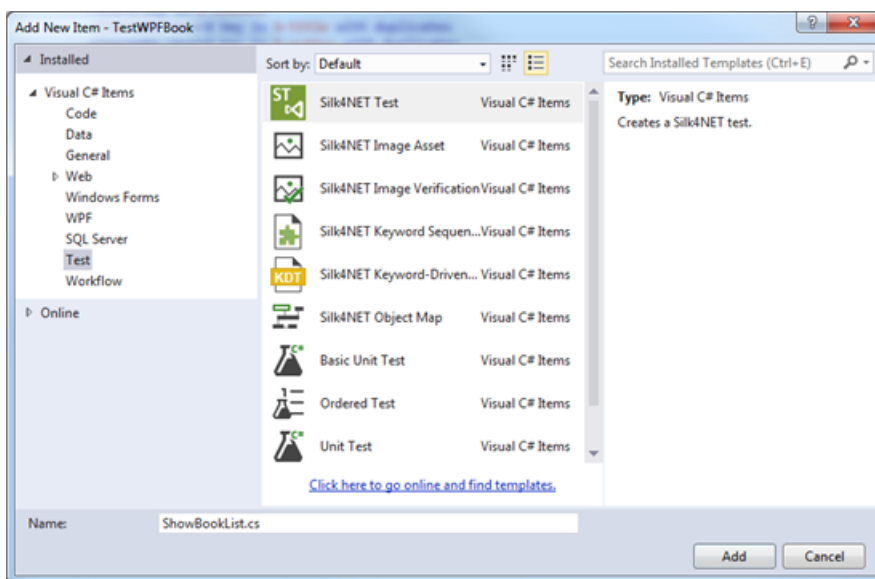 Add New Item - TestWPFBook
Installed
Sort by: Default
Search Installed Templates (Ctrl+E)
Visual C# Items
Code
Data
General
Web
Windows Forms
WPF
SQL Server
Test
Workflow
Online
ST
Silk4NET Test Visual C# Items
Silk4NET Image Asset Visual C# Items
Silk4NET Image Verification Visual C# Items
Silk4NET Keyword Sequen... Visual C# Items
KDT Silk4NET Keyword-Driven... Visual C# Items
Silk4NET Object Map Visual C# Items
C# Basic Unit Test Visual C# Items
Ordered Test Visual C# Items
C# Unit Test Visual C# Items
Click here to go online and find templates.
Type: Visual C# Items
Creates a Silk4NET test.
Name: ShowBookList.cs
Add Cancel